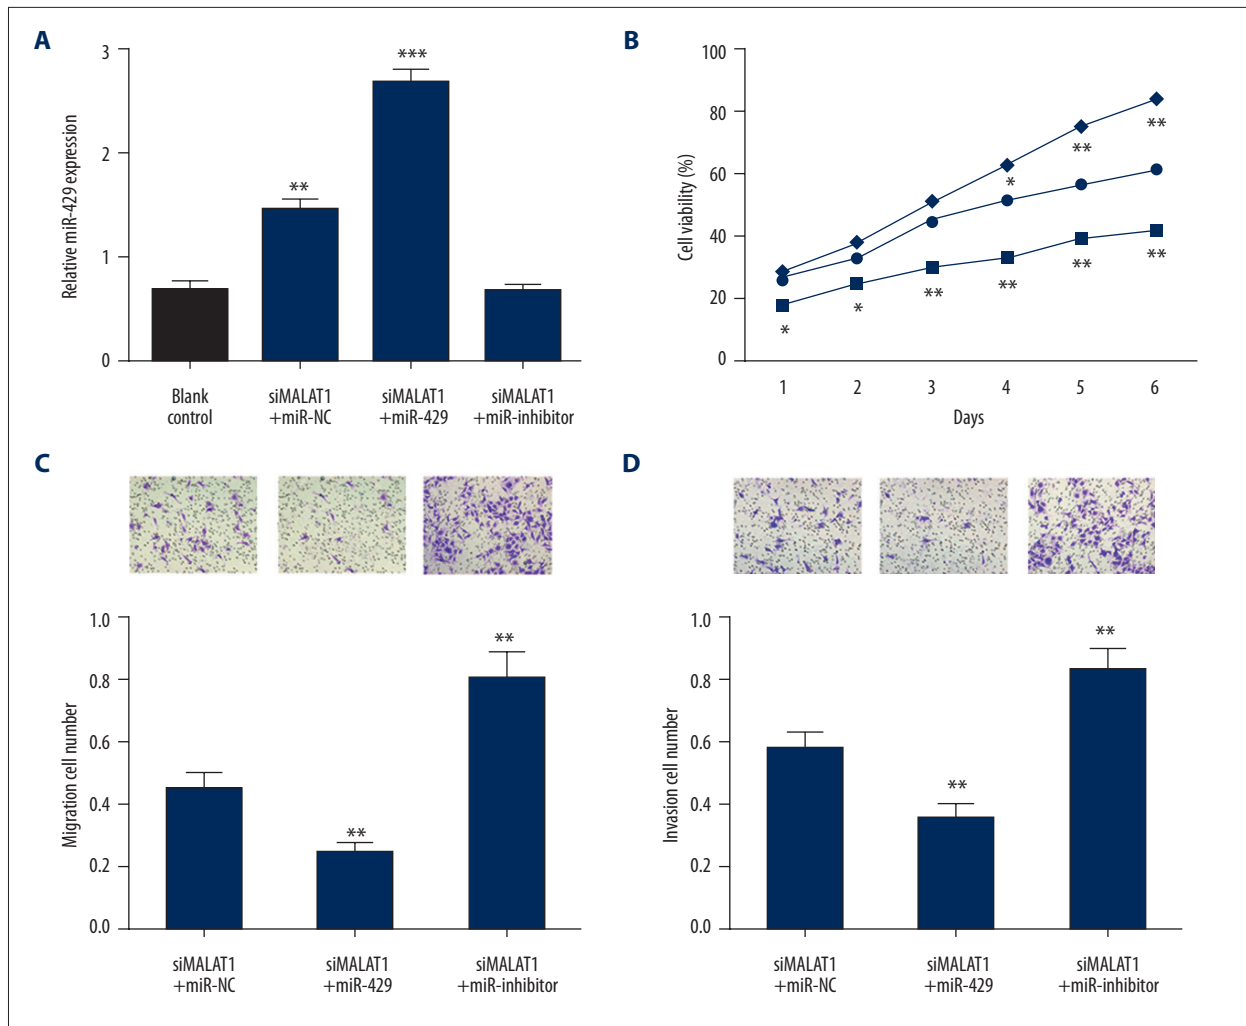 A
3
2
1
0
Relative miR-429 expression
**
***
Blank
control
siMALAT1
+miR-NC
siMALAT1
+miR-429
siMALAT1
+miR-inhibitor
B
100
80
60
40
20
0
Cell viability (%)
*
*
**
*
**
**
**
**
**
1
2
3
4
5
6
Days
C
1.0
0.8
0.6
0.4
0.2
0.0
Migration cell number
**
**
siMALAT1
+miR-NC
siMALAT1
+miR-429
siMALAT1
+miR-inhibitor
D
1.0
0.8
0.6
0.4
0.2
0.0
Invasion cell number
**
**
siMALAT1
+miR-NC
siMALAT1
+miR-429
siMALAT1
+miR-inhibitor